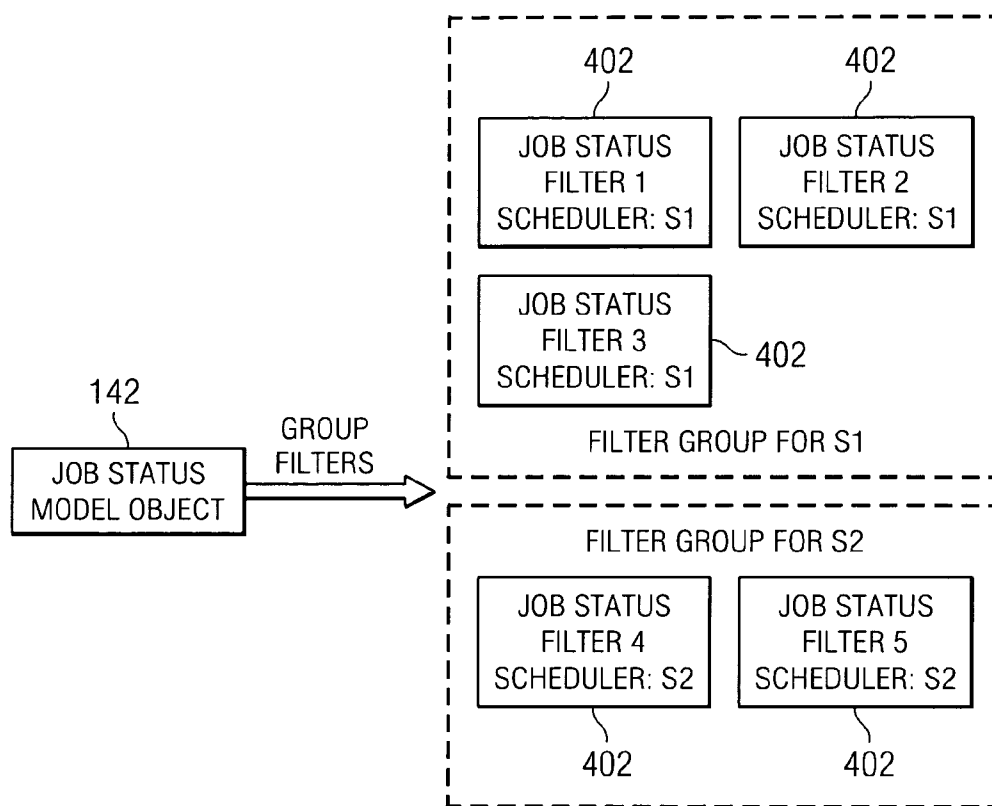 402
402
JOB STATUS
FILTER 1
SCHEDULER: S1
JOB STATUS
FILTER 2
SCHEDULER: S1
JOB STATUS
FILTER 3
SCHEDULER: S1
402
FILTER GROUP FOR S1
142
JOB STATUS
MODEL OBJECT
GROUP
FILTERS
FILTER GROUP FOR S2
JOB STATUS
FILTER 4
SCHEDULER: S2
JOB STATUS
FILTER 5
SCHEDULER: S2
402
402